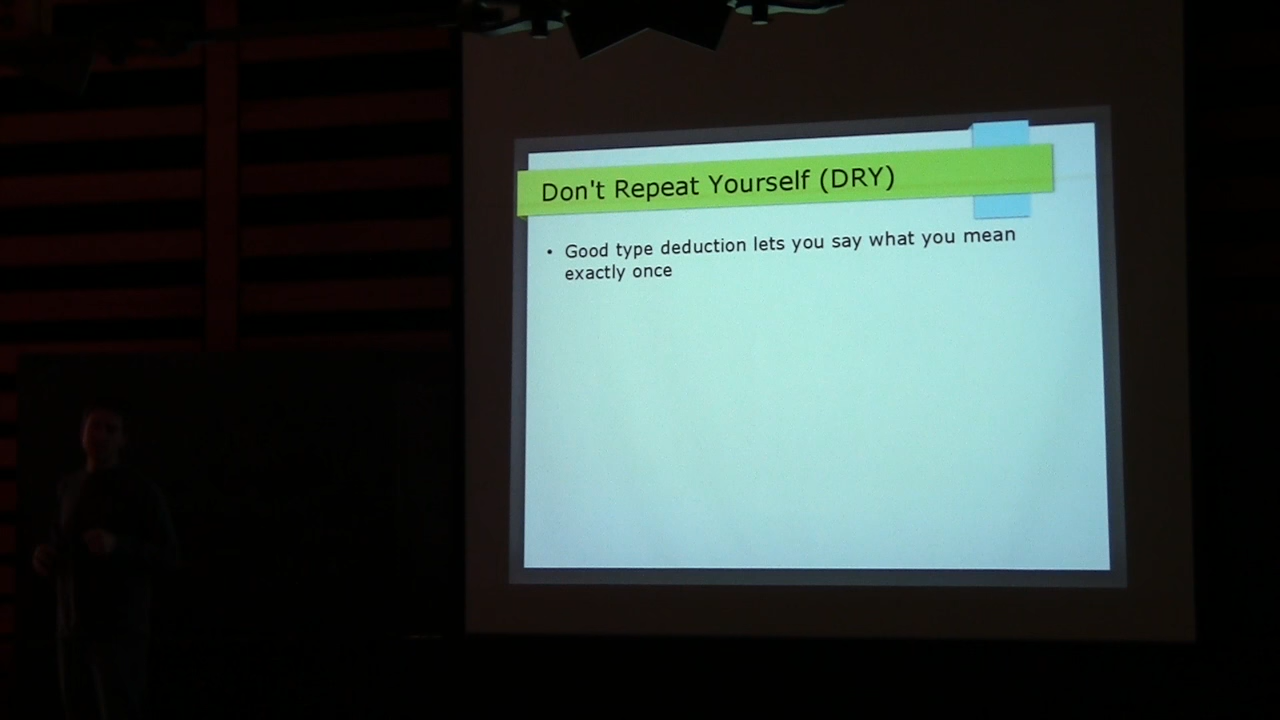 Don't Repeat Yourself (DRY)
• Good type deduction lets you say what you mean
exactly once